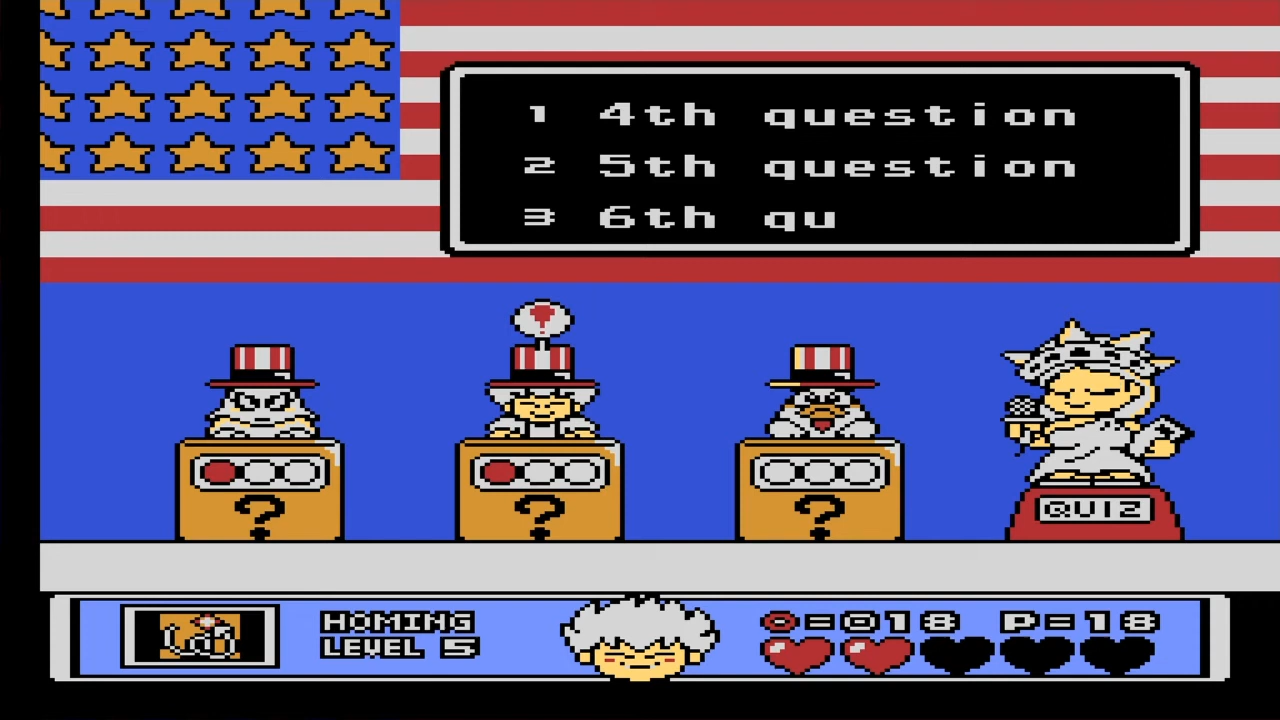 1 4th question
2 5th question
3 6th qu
? ? ?
QUIZ
HOMING
LEVEL 5
=018 P=18